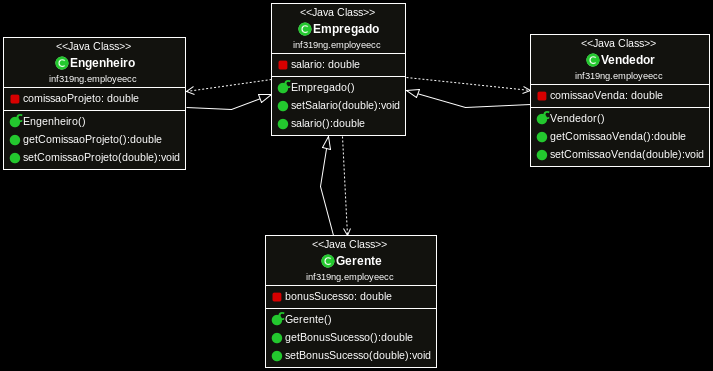 <<Java Class>>
Empregado
inf319ng.employeecc
salario: double
Empregado()
setSalario(double):void
salario():double
<<Java Class>>
Engenheiro
inf319ng.employeecc
comissaoProjeto: double
Engenheiro()
getComissaoProjeto():double
setComissaoProjeto(double):void
<<Java Class>>
Vendedor
inf319ng.employeecc
comissaoVenda: double
Vendedor()
getComissaoVenda():double
setComissaoVenda(double):void
<<Java Class>>
Gerente
inf319ng.employeecc
bonusSucesso: double
Gerente()
getBonusSucesso():double
setBonusSucesso(double):void